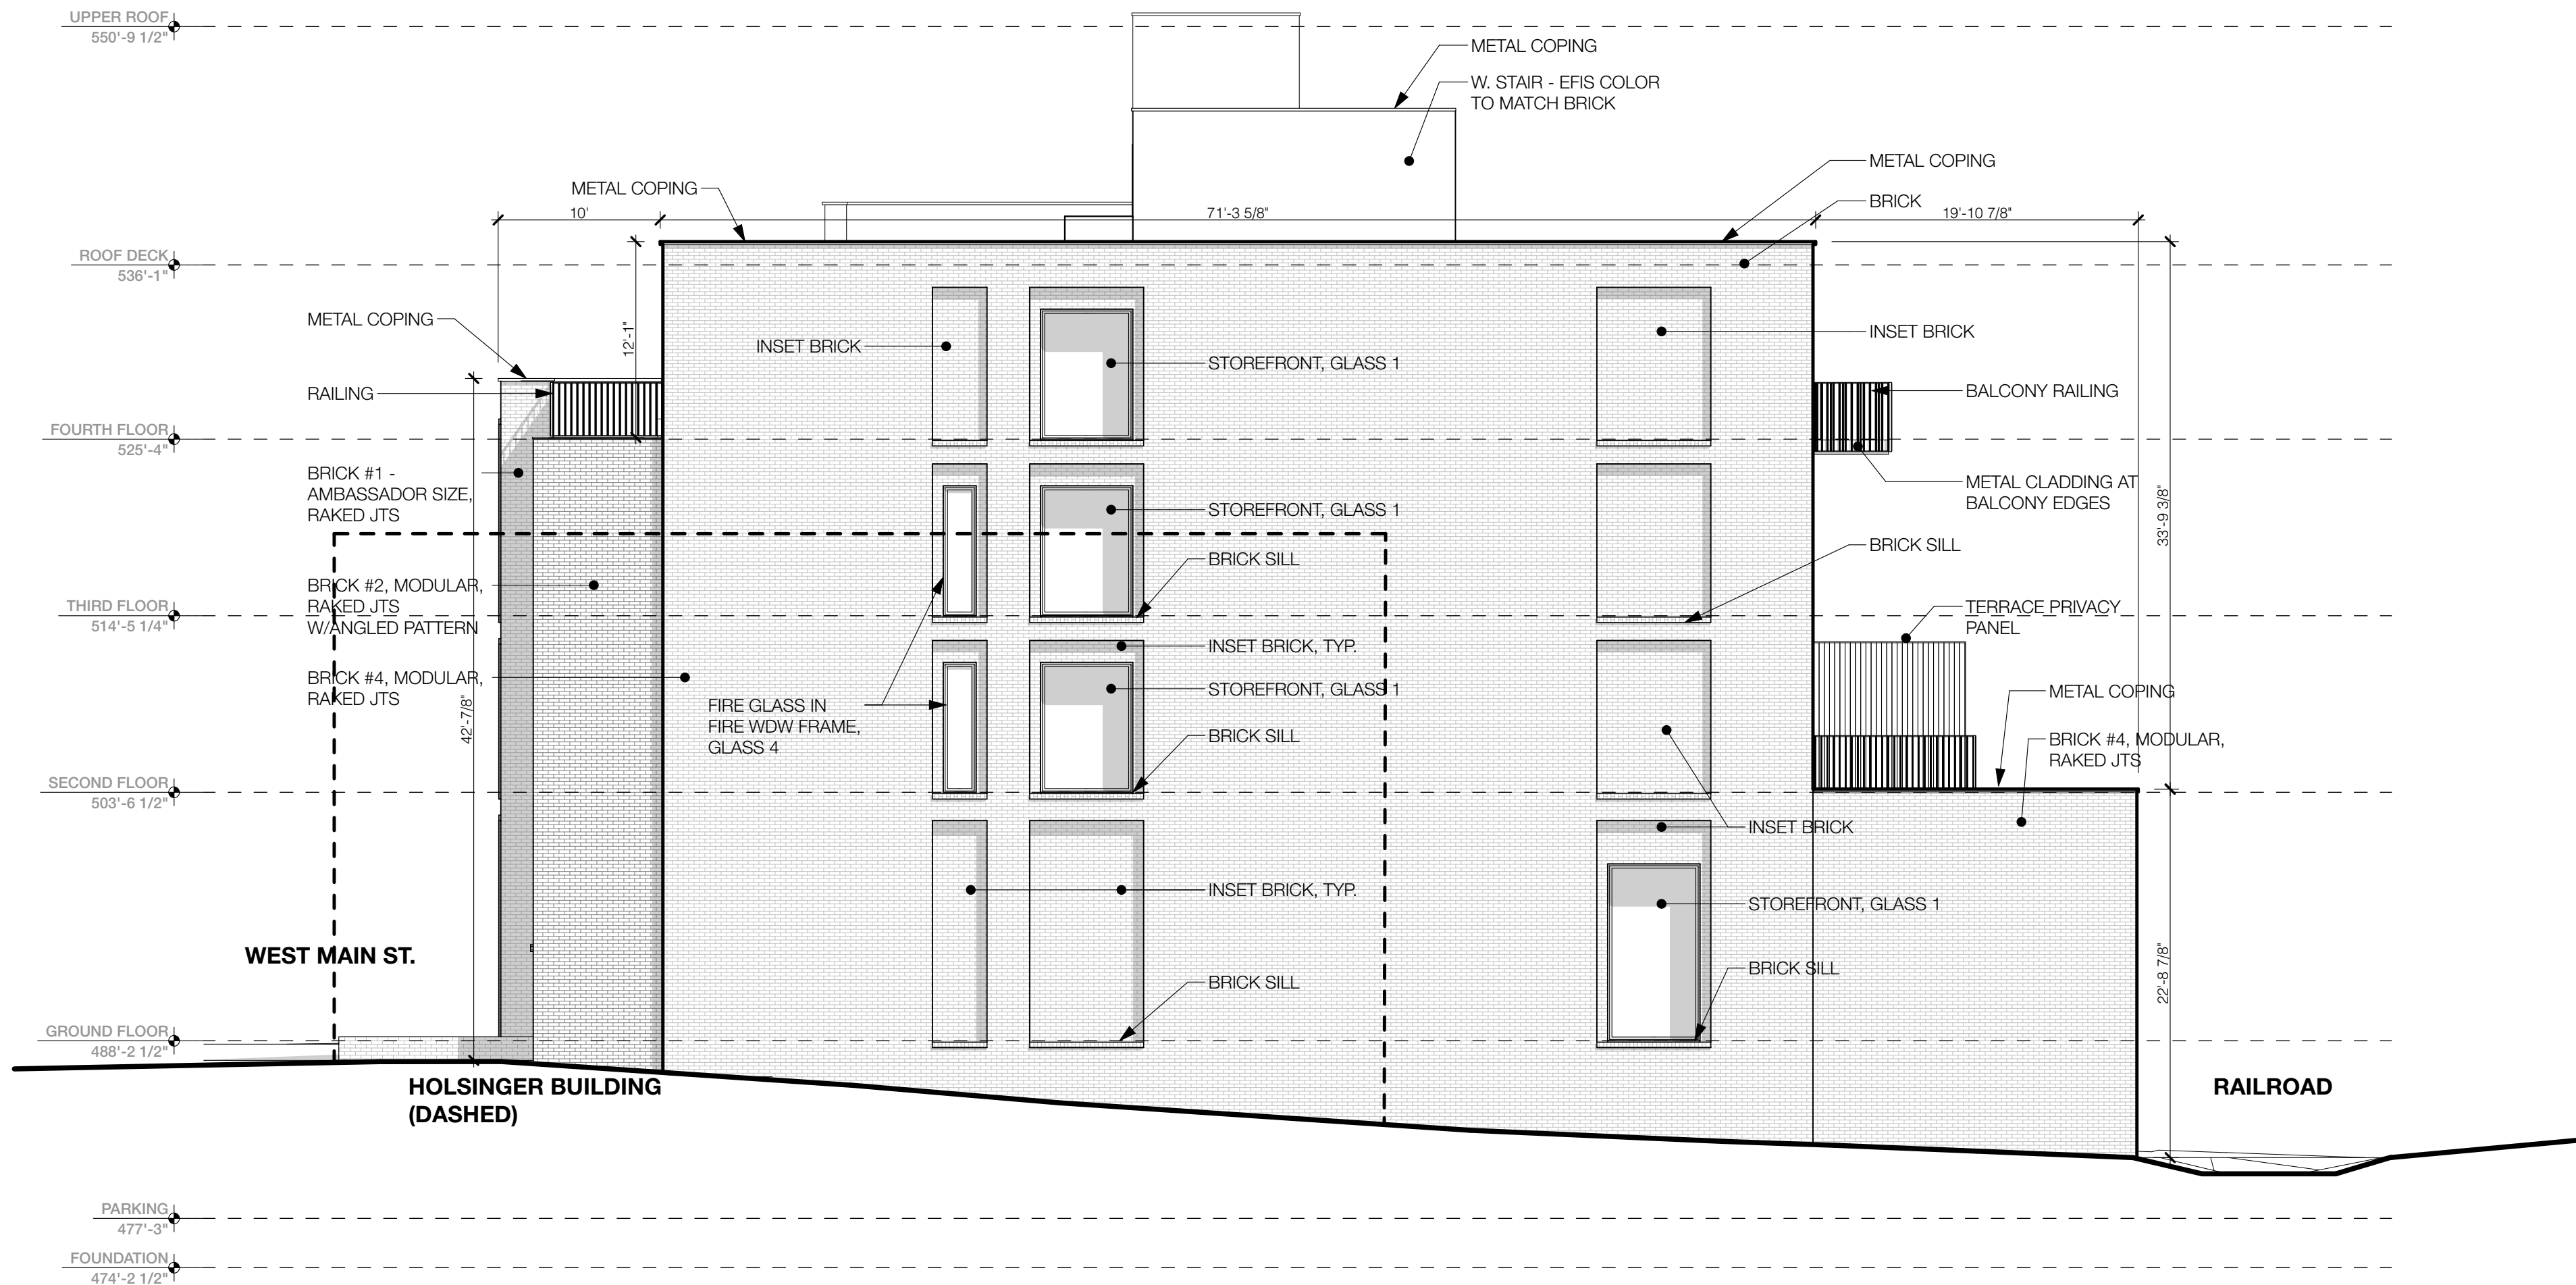 UPPER ROOF
550'-9 1/2"
METAL COPING
W. STAIR - EFIS COLOR
TO MATCH BRICK
METAL COPING
METAL COPING
BRICK
10'
71'-3 5/8"
19'-10 7/8"
ROOF DECK
536'-1"
METAL COPING
12'-1"
INSET BRICK
STOREFRONT, GLASS 1
INSET BRICK
RAILING
BALCONY RAILING
FOURTH FLOOR
525'-4"
BRICK #1 -
AMBASSADOR SIZE,
RAKED JTS
STOREFRONT, GLASS 1
METAL CLADDING AT
BALCONY EDGES
33'-9 3/8"
BRICK SILL
BRICK SILL
BRICK #2, MODULAR,
RAKED JTS
W/ANGLED PATTERN
THIRD FLOOR
514'-5 1/4"
TERRACE PRIVACY
PANEL
INSET BRICK, TYP.
BRICK #4, MODULAR,
RAKED JTS
42'-7/8"
FIRE GLASS IN
FIRE WDW FRAME,
GLASS 4
STOREFRONT, GLASS 1
BRICK SILL
METAL COPING
BRICK #4, MODULAR,
RAKED JTS
SECOND FLOOR
503'-6 1/2"
INSET BRICK
INSET BRICK, TYP.
STOREFRONT, GLASS 1
WEST MAIN ST.
BRICK SILL
BRICK SILL
22'-8 7/8"
GROUND FLOOR
488'-2 1/2"
HOLSINGER BUILDING
(DASHED)
RAILROAD
PARKING
477'-3"
FOUNDATION
474'-2 1/2"